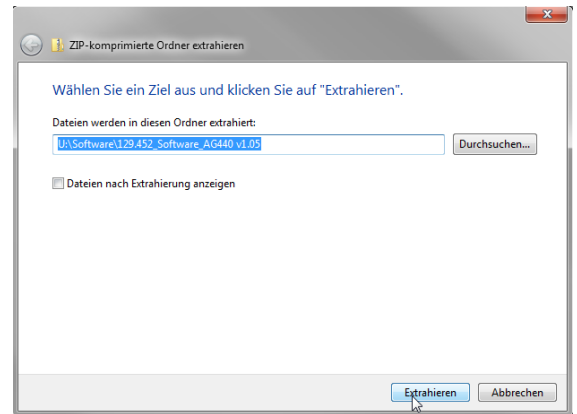 ZIP-komprimierte Ordner extrahieren
Wählen Sie ein Ziel aus und klicken Sie auf "Extrahieren".
Dateien werden in diesen Ordner extrahiert:
U:\Software\129.452_Software_AG440 v1.05
Durchsuchen...
Dateien nach Extrahierung anzeigen
Extrahieren
Abbrechen